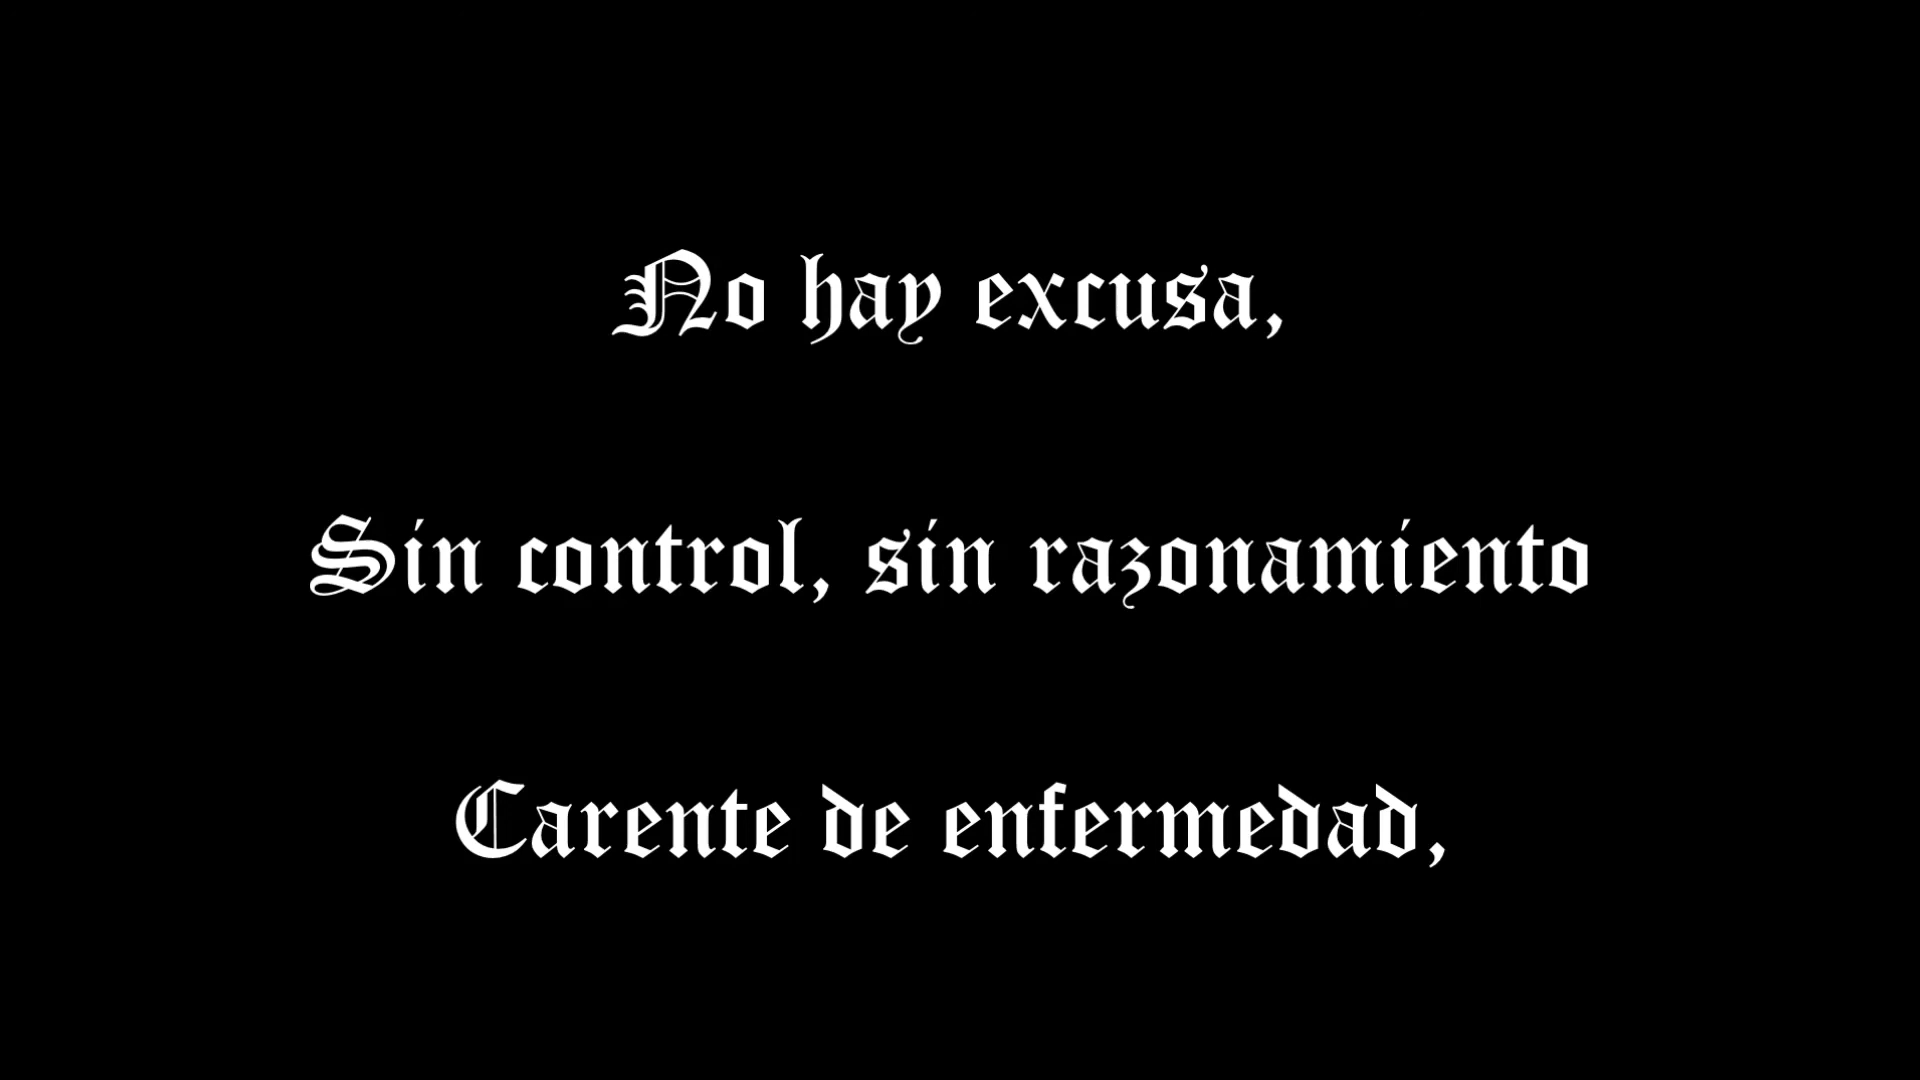 No hay excusa,
Sin control, sin razonamiento
Carente de enfermedad,